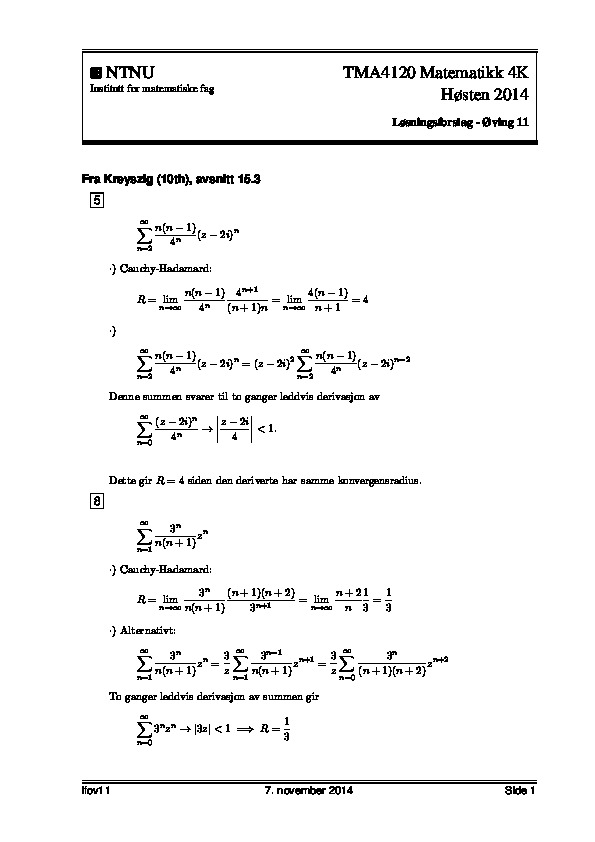 NTNU
Institutt for matematiske fag
TMA4120 Matematikk 4K
Høsten 2014
Løsningsforslag - Øving 11
Fra Kreyszig (10th), avsnitt 15.3
5
\sum_{n=2}^{\infty} \frac{n(n-1)}{4^n}(z-2i)^n
·) Cauchy-Hadamard:
R = \lim_{n\to\infty} \frac{n(n-1)}{4^n} \frac{4^{n+1}}{(n+1)n} = \lim_{n\to\infty} \frac{4(n-1)}{n+1} = 4
·)
\sum_{n=2}^{\infty} \frac{n(n-1)}{4^n}(z-2i)^n = (z-2i)^2 \sum_{n=2}^{\infty} \frac{n(n-1)}{4^n}(z-2i)^{n-2}
Denne summen svarer til to ganger leddvis derivasjon av
\sum_{n=0}^{\infty} \frac{(z-2i)^n}{4^n} \to \left|\frac{z-2i}{4}\right| < 1.
Dette gir R = 4 siden den deriverte har samme konvergensradius.
8
\sum_{n=1}^{\infty} \frac{3^n}{n(n+1)} z^n
·) Cauchy-Hadamard:
R = \lim_{n\to\infty} \frac{3^n}{n(n+1)} \frac{(n+1)(n+2)}{3^{n+1}} = \lim_{n\to\infty} \frac{n+2}{n} \frac{1}{3} = \frac{1}{3}
·) Alternativt:
\sum_{n=1}^{\infty} \frac{3^n}{n(n+1)} z^n = \frac{3}{z} \sum_{n=1}^{\infty} \frac{3^{n-1}}{n(n+1)} z^{n+1} = \frac{3}{z} \sum_{n=0}^{\infty} \frac{3^n}{(n+1)(n+2)} z^{n+2}
To ganger leddvis derivasjon av summen gir
\sum_{n=0}^{\infty} 3^n z^n \to |3z| < 1 \implies R = \frac{1}{3}
lfov11 7. november 2014 Side 1